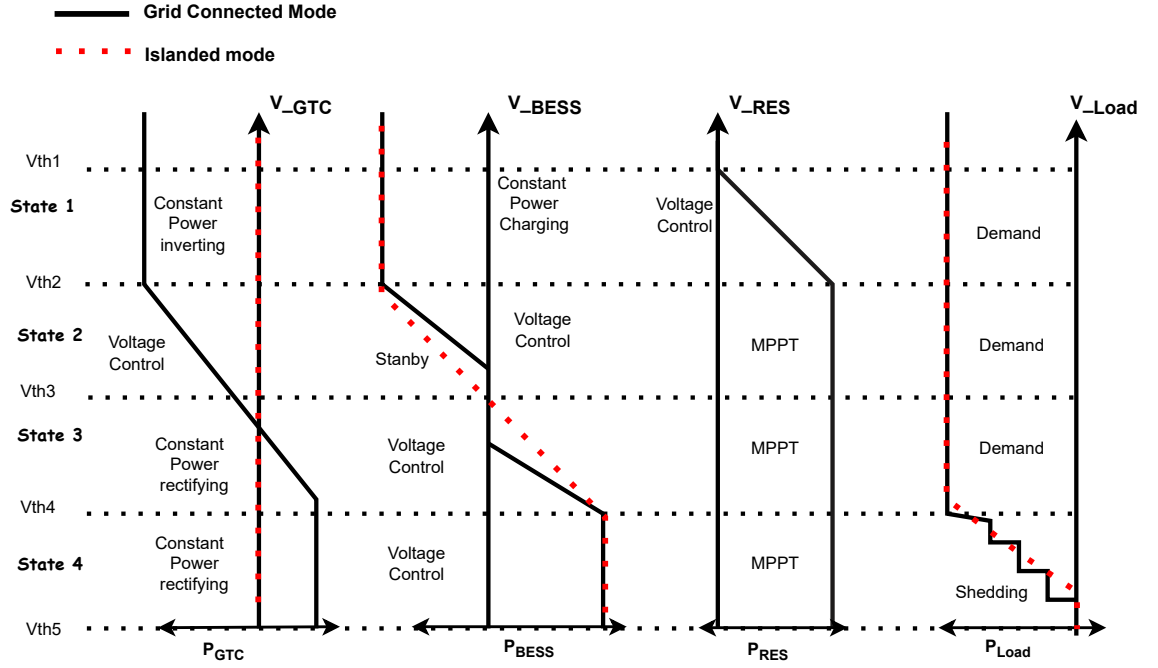 Grid Connected Mode
Islanded mode
V_GTC
V_BESS
V_RES
V_Load
Vth1
State 1
Constant
Power
inverting
Constant
Power
Charging
Voltage
Control
Demand
Vth2
State 2
Voltage
Control
Stanby
Voltage
Control
MPPT
Demand
Vth3
State 3
Constant
Power
rectifying
Voltage
Control
MPPT
Demand
Vth4
State 4
Constant
Power
rectifying
Voltage
Control
MPPT
Shedding
Vth5
PGTC
PBESS
PRES
PLoad